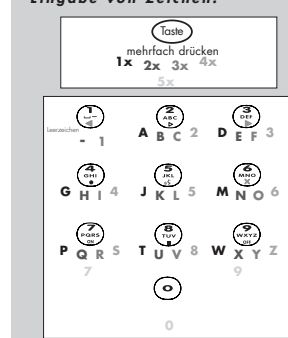 Eingabe von Zeichen:
Taste
mehrfach drücken
1x 2x 3x 4x
5x
1 2 3
ABC DEF
Leerzeichen
- 1 A B C 2 D E F 3
4 5 6
GHI JKL MNO
G H I 4 J K L 5 M N O 6
7 8 9
PQRS TUV WXYZ
ON OFF
P Q R S T U V 8 W X Y Z
7 9
0
0